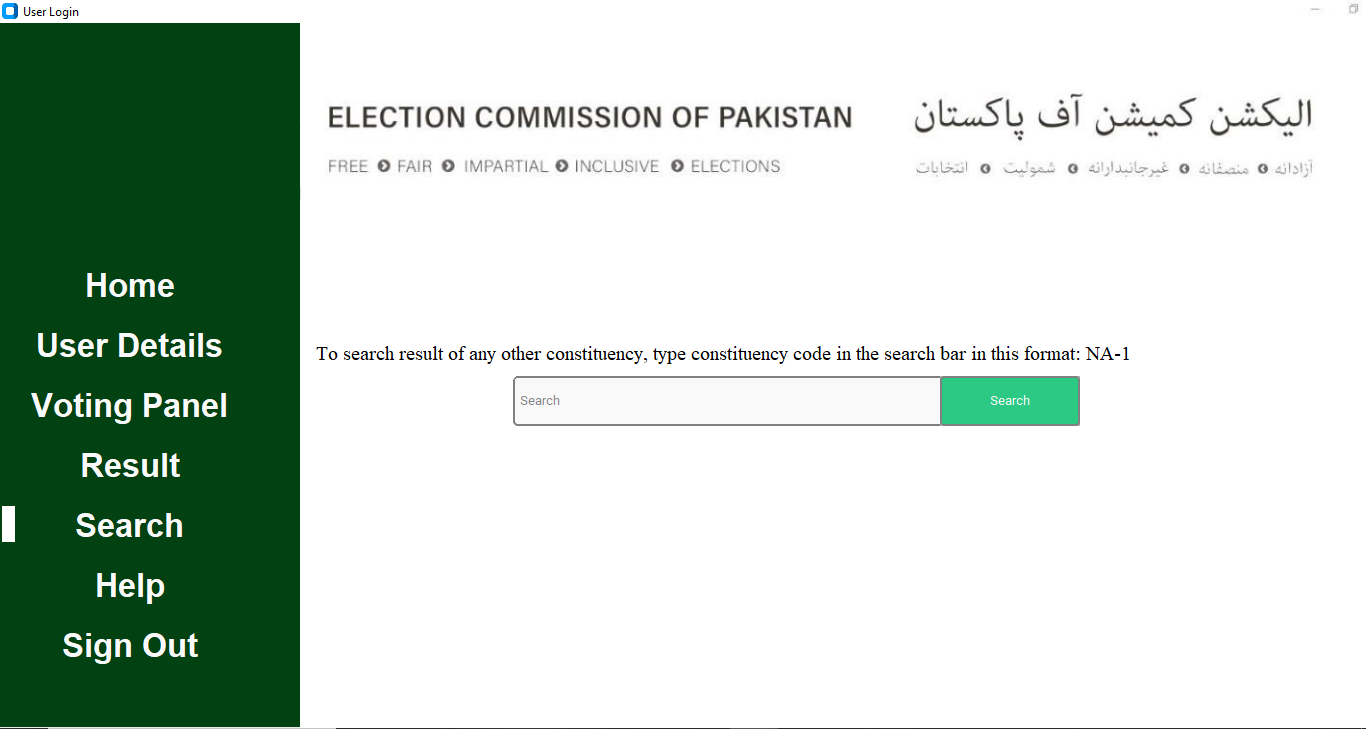 User Login
ELECTION COMMISSION OF PAKISTAN
الیکشن کمیشن آف پاکستان
FREE FAIR IMPARTIAL INCLUSIVE ELECTIONS
آزادانہ منصفانہ غیرجانبدارانہ شمولیت انتخابات
Home
User Details
Voting Panel
Result
Search
Help
Sign Out
To search result of any other constituency, type constituency code in the search bar in this format: NA-1
Search Search